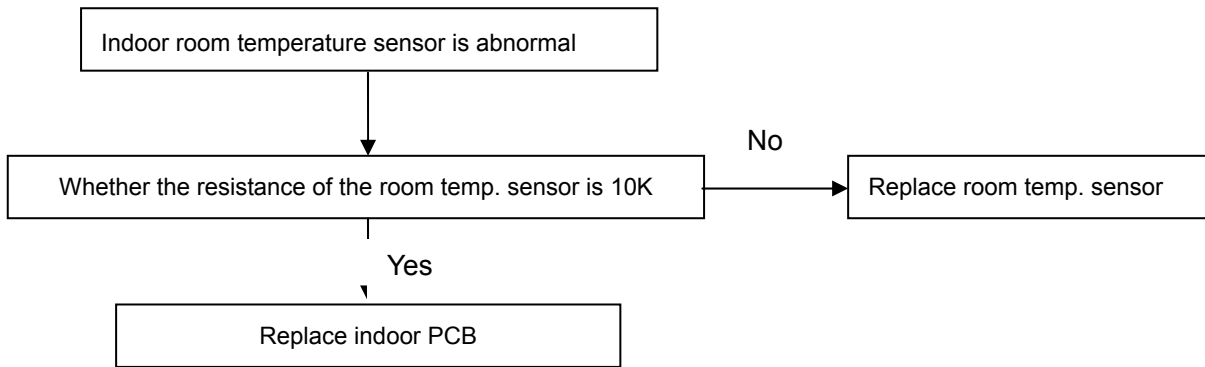 Indoor room temperature sensor is abnormal
No
Whether the resistance of the room temp. sensor is 10K
Replace room temp. sensor
Yes
Replace indoor PCB